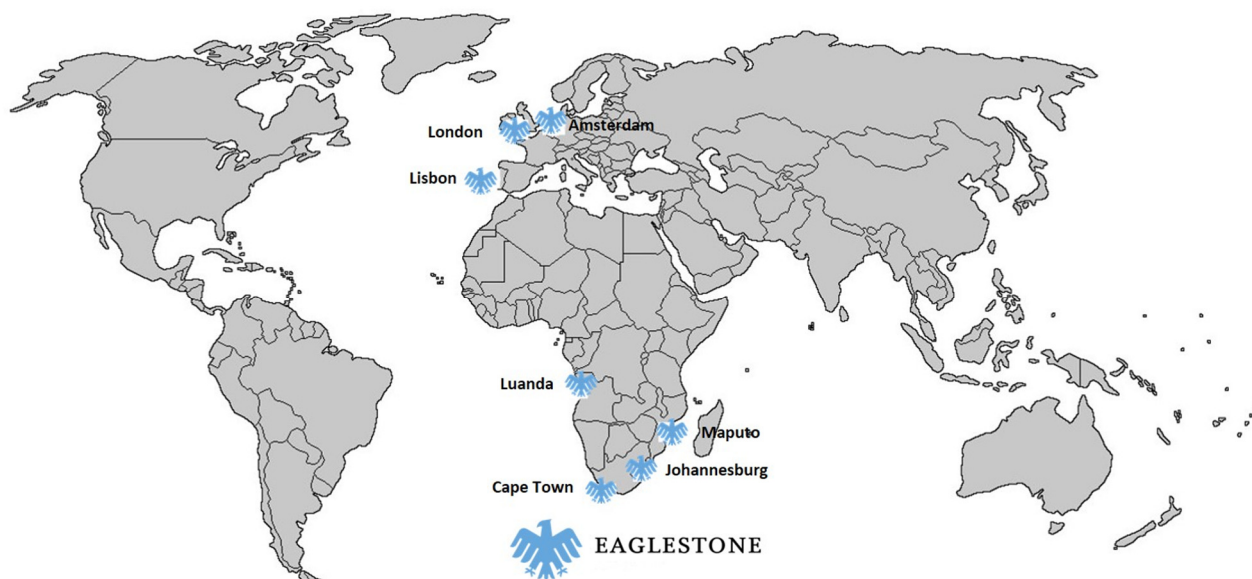 London
Amsterdam
Lisbon
Luanda
Maputo
Johannesburg
Cape Town
EAGLESTONE